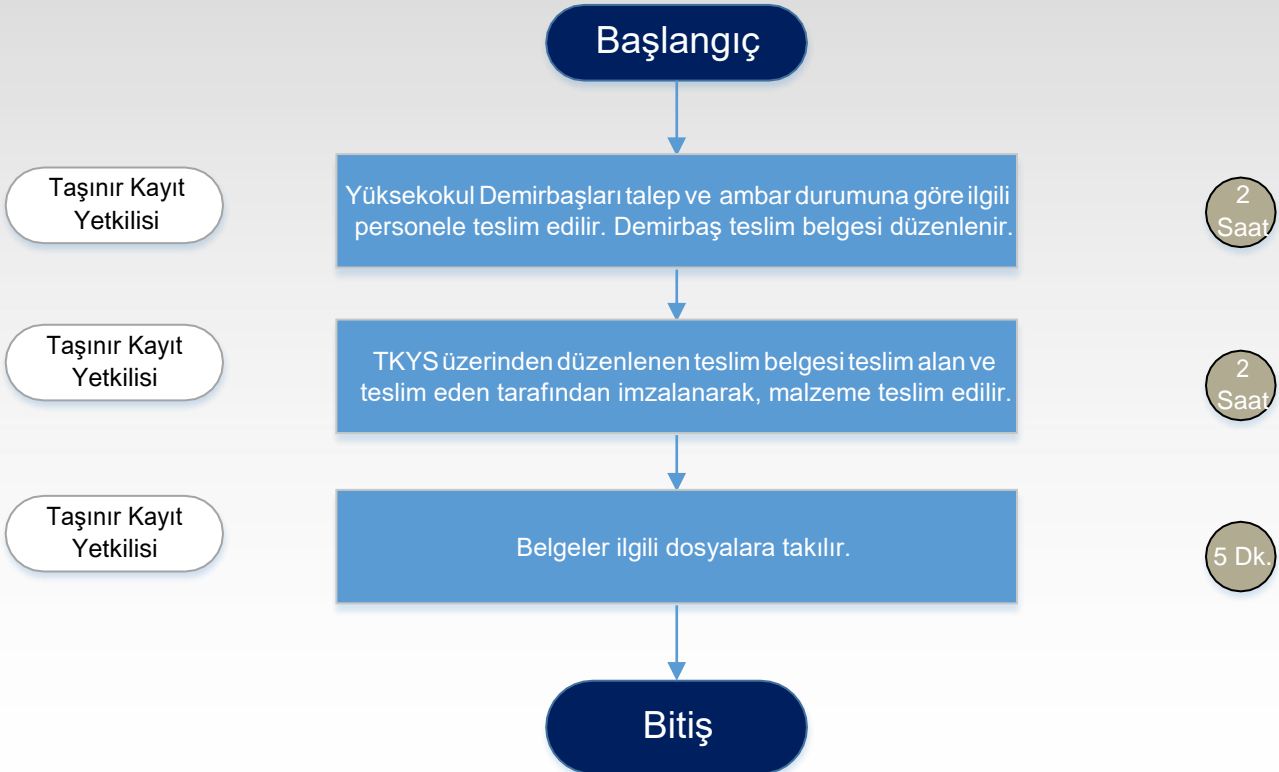 Başlangıç
Taşınır Kayıt
Yetkilisi
Yüksekokul Demirbaşları talep ve ambar durumuna göre ilgili
personele teslim edilir. Demirbaş teslim belgesi düzenlenir.
2
Saat
Taşınır Kayıt
Yetkilisi
TKYS üzerinden düzenlenen teslim belgesi teslim alan ve
teslim eden tarafından imzalanarak, malzeme teslim edilir.
2
Saat
Taşınır Kayıt
Yetkilisi
Belgeler ilgili dosyalara takılır.
5 Dk.
Bitiş